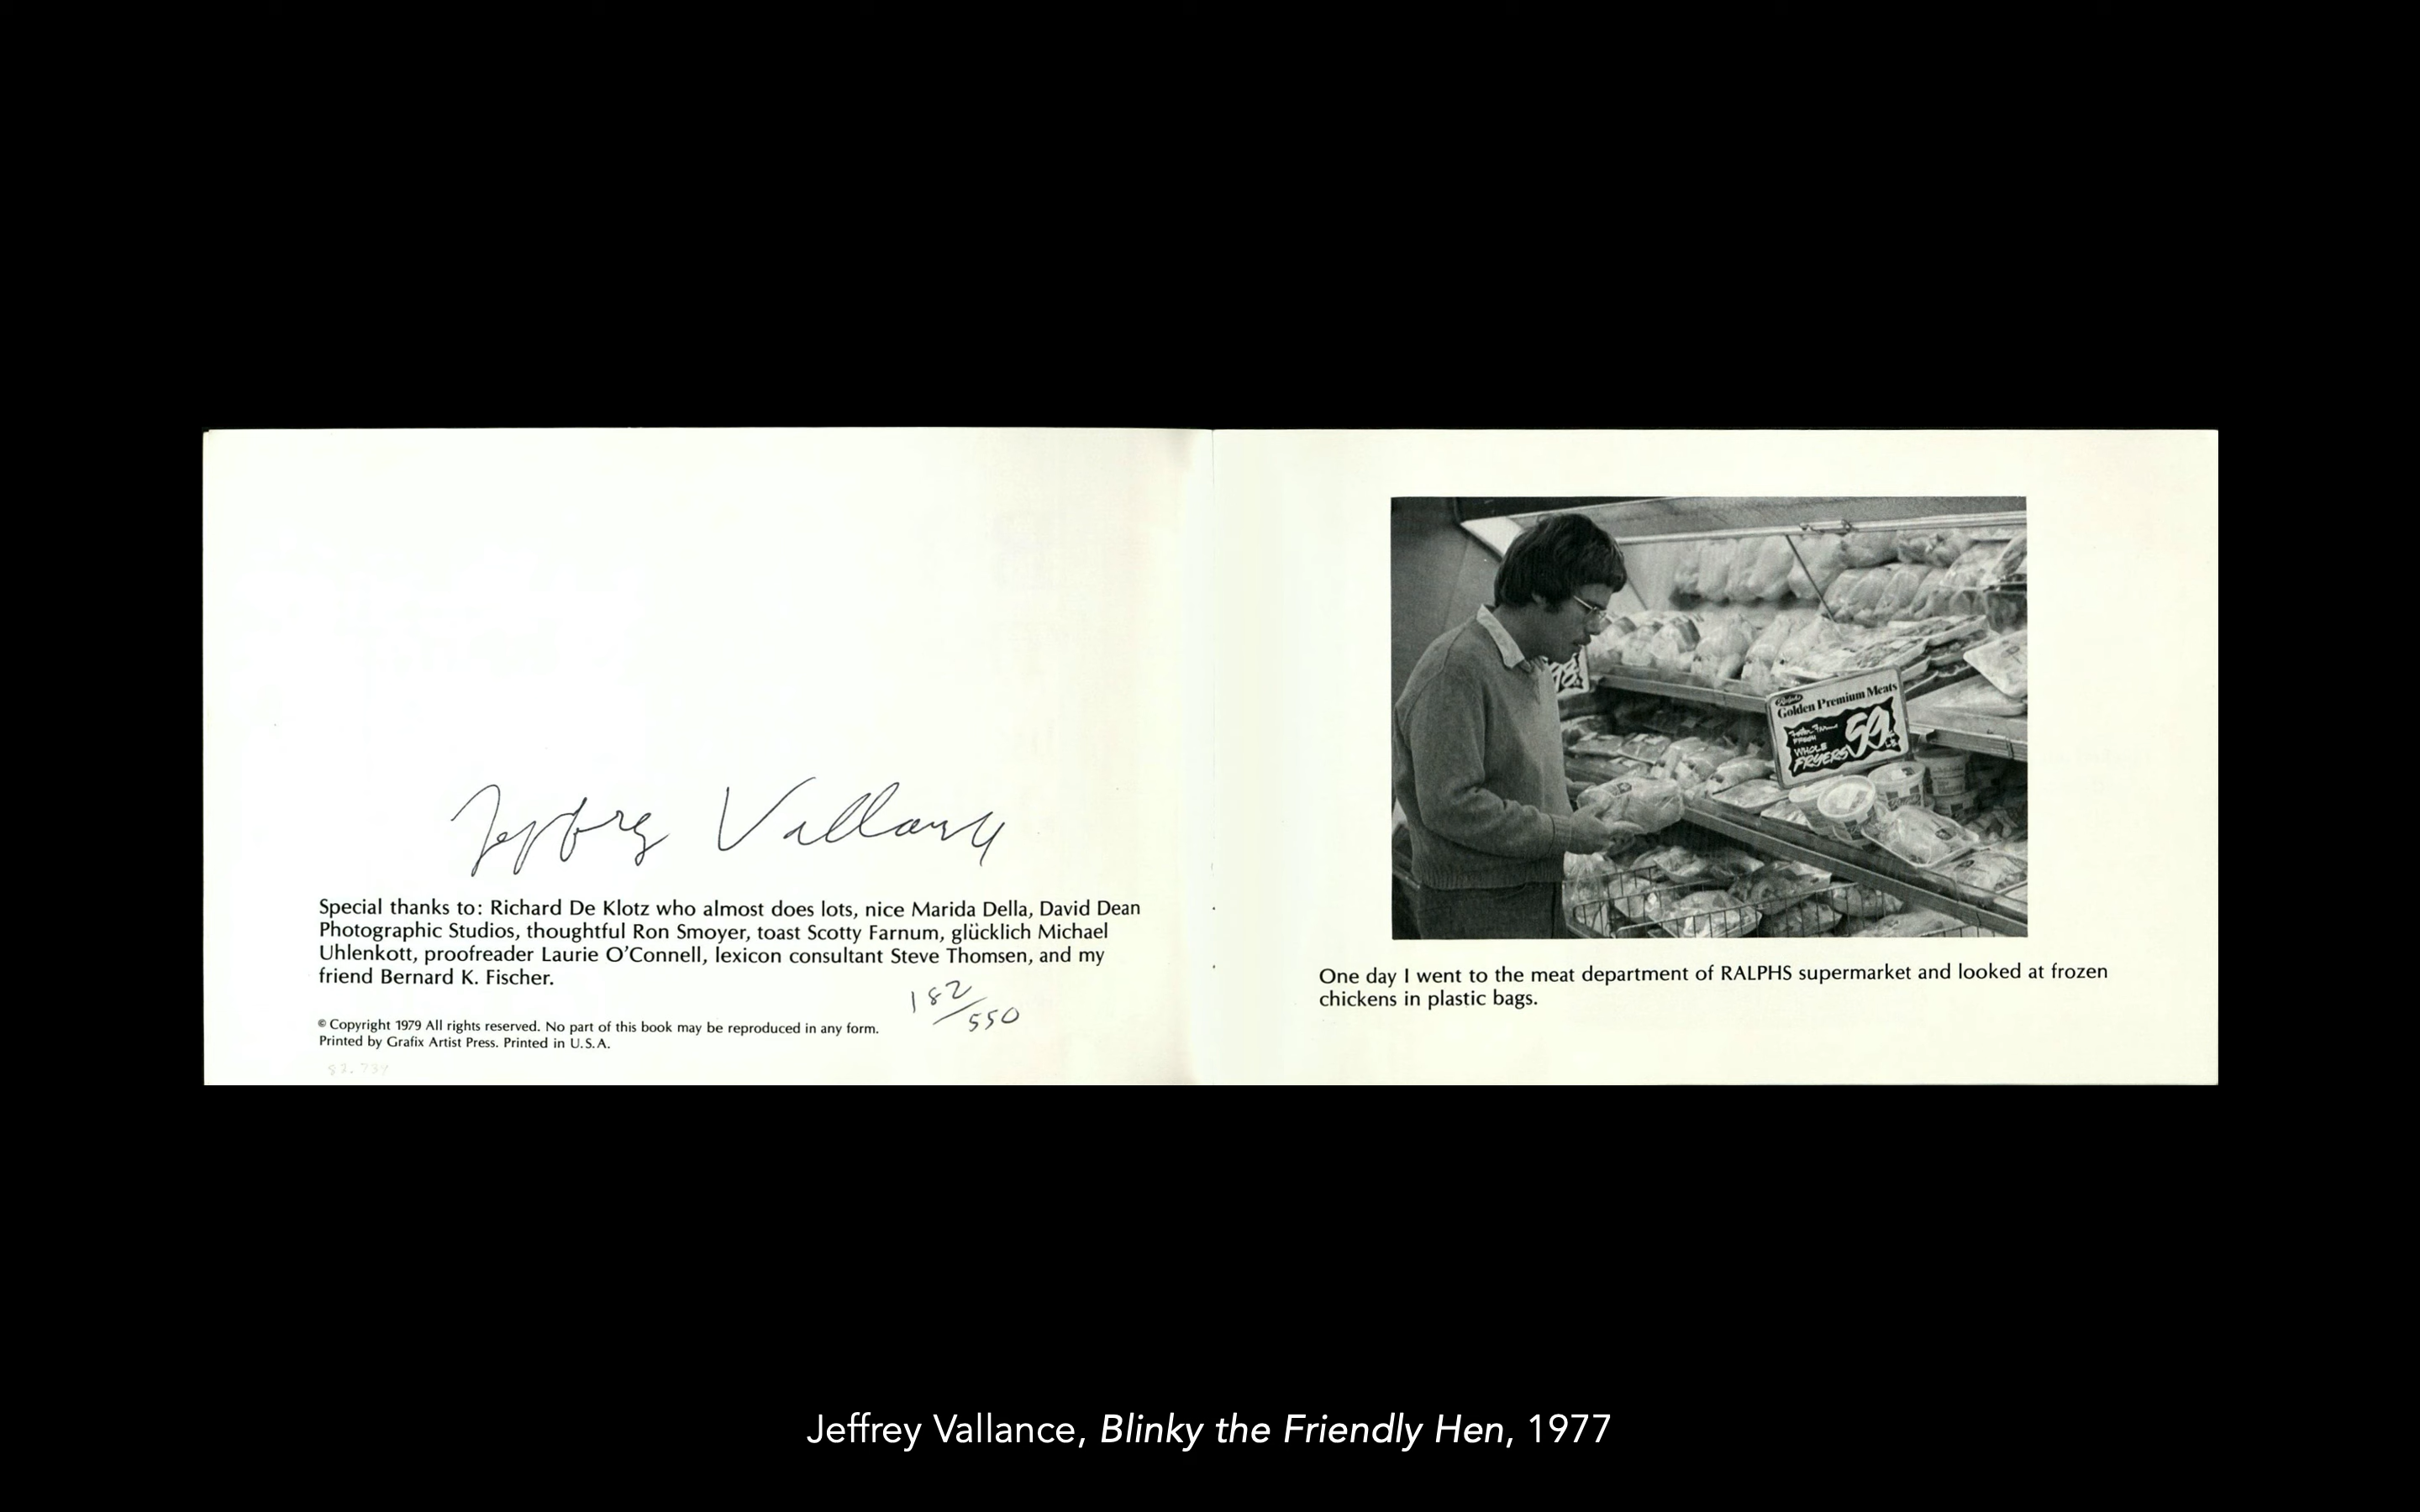 Jeffrey Vallance
Special thanks to: Richard De Klotz who almost does lots, nice Marida Della, David Dean
Photographic Studios, thoughtful Ron Smoyer, toast Scotty Farnum, glücklich Michael
Uhlenkott, proofreader Laurie O'Connell, lexicon consultant Steve Thomsen, and my
friend Bernard K. Fischer.
182/550
© Copyright 1979 All rights reserved. No part of this book may be reproduced in any form.
Printed by Grafix Artist Press. Printed in U.S.A.
Golden Premium Meats
FRESH
WHOLE
FRYERS
59
LB
One day I went to the meat department of RALPHS supermarket and looked at frozen
chickens in plastic bags.
Jeffrey Vallance, Blinky the Friendly Hen, 1977